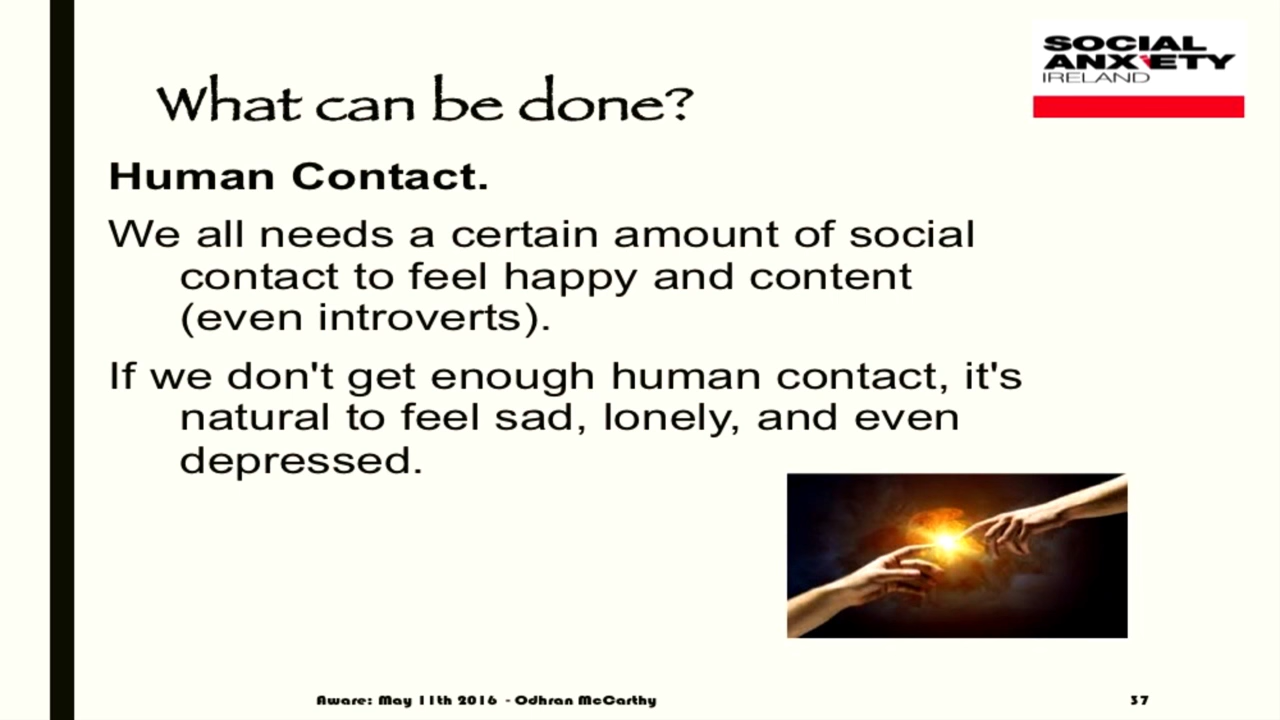 SOCIAL
ANXIETY
IRELAND
What can be done?
Human Contact.
We all needs a certain amount of social
contact to feel happy and content
(even introverts).
If we don't get enough human contact, it's
natural to feel sad, lonely, and even
depressed.
Aware: May 11th 2016 - Odhran McCarthy
37